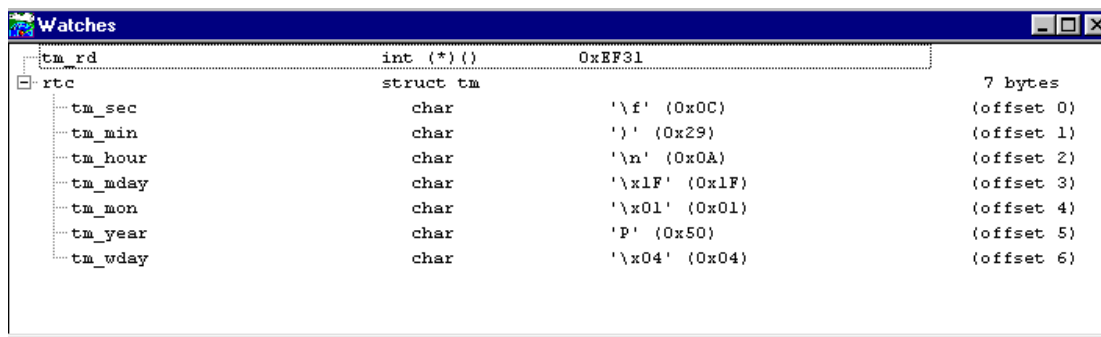 Watches
tm_rd int (*)() 0xEF31
rtc struct tm 7 bytes
tm_sec char '\f' (0x0C) (offset 0)
tm_min char ')' (0x29) (offset 1)
tm_hour char '\n' (0x0A) (offset 2)
tm_mday char '\x1F' (0x1F) (offset 3)
tm_mon char '\x01' (0x01) (offset 4)
tm_year char 'P' (0x50) (offset 5)
tm_wday char '\x04' (0x04) (offset 6)